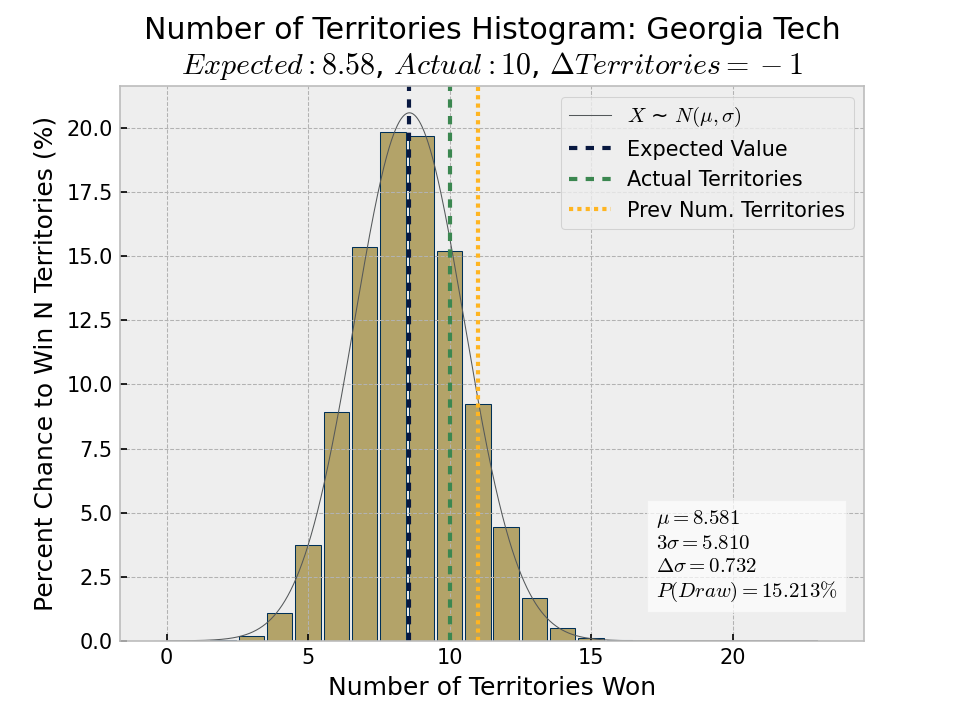 Number of Territories Histogram: Georgia Tech
Expected : 8.58, Actual : 10, ΔTerritories = −1
Percent Chance to Win N Territories (%)
20.0
17.5
15.0
12.5
10.0
7.5
5.0
2.5
0.0
X ~ N(μ, σ)
Expected Value
Actual Territories
Prev Num. Territories
μ = 8.581
3σ = 5.810
Δσ = 0.732
P(Draw) = 15.213%
0 5 10 15 20
Number of Territories Won